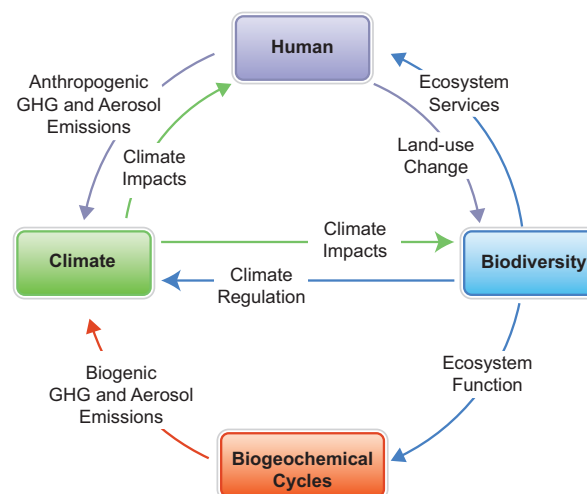 Human
Anthropogenic
GHG and Aerosol
Emissions
Ecosystem
Services
Climate
Impacts
Land-use
Change
Climate
Climate
Impacts
Biodiversity
Climate
Regulation
Biogenic
GHG and Aerosol
Emissions
Ecosystem
Function
Biogeochemical
Cycles